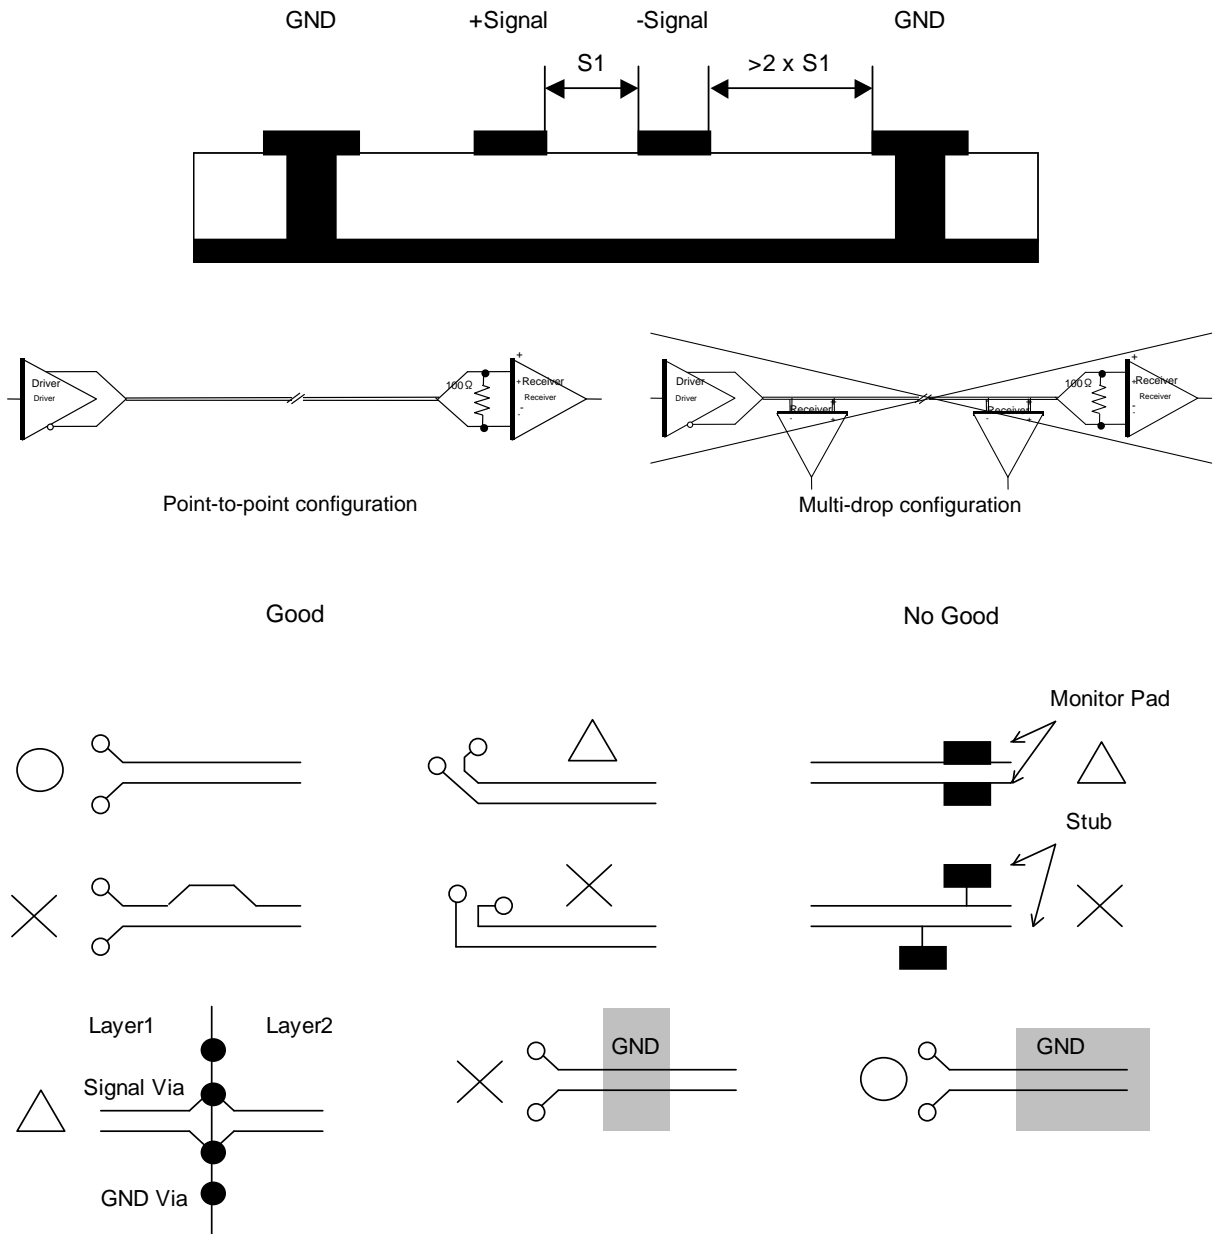 GND +Signal -Signal GND
S1 >2 x S1
Driver
Driver
100Ω
+
+Receiver
Receiver
-
-
Driver
Driver
Receiver
- +
Receiver
- +
100Ω
+
+
Receiver
Receiver
-
-
Point-to-point configuration
Multi-drop configuration
Good
No Good
Monitor Pad
Stub
Layer1 Layer2
Signal Via
GND Via
GND
GND